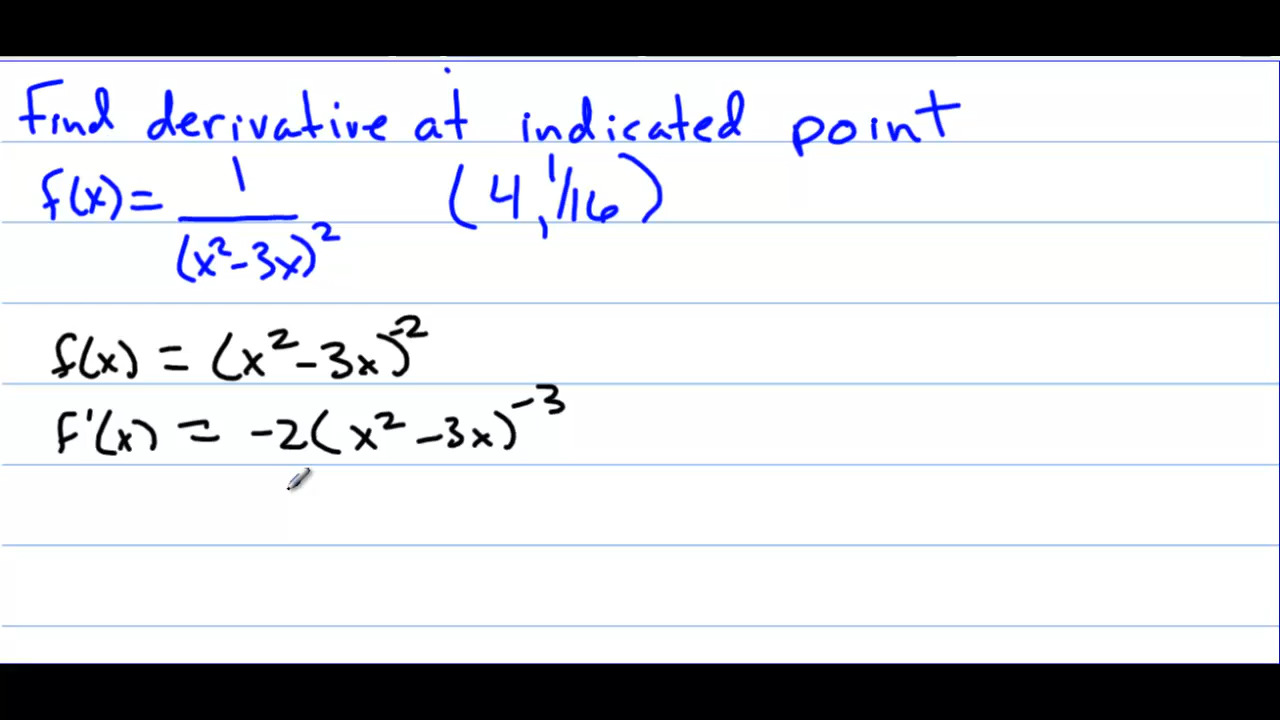 Find derivative at indicated point
f(x) = 1/(x²-3x)² (4, 1/16)
f(x) = (x²-3x)⁻²
f'(x) = -2(x²-3x)⁻³